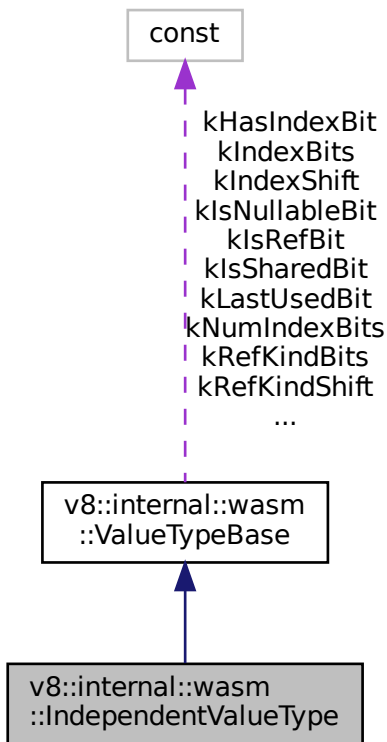 const
kHasIndexBit
kIndexBits
kIndexShift
kIsNullableBit
kIsRefBit
kIsSharedBit
kLastUsedBit
kNumIndexBits
kRefKindBits
kRefKindShift
...
v8::internal::wasm
::ValueTypeBase
v8::internal::wasm
::IndependentValueType